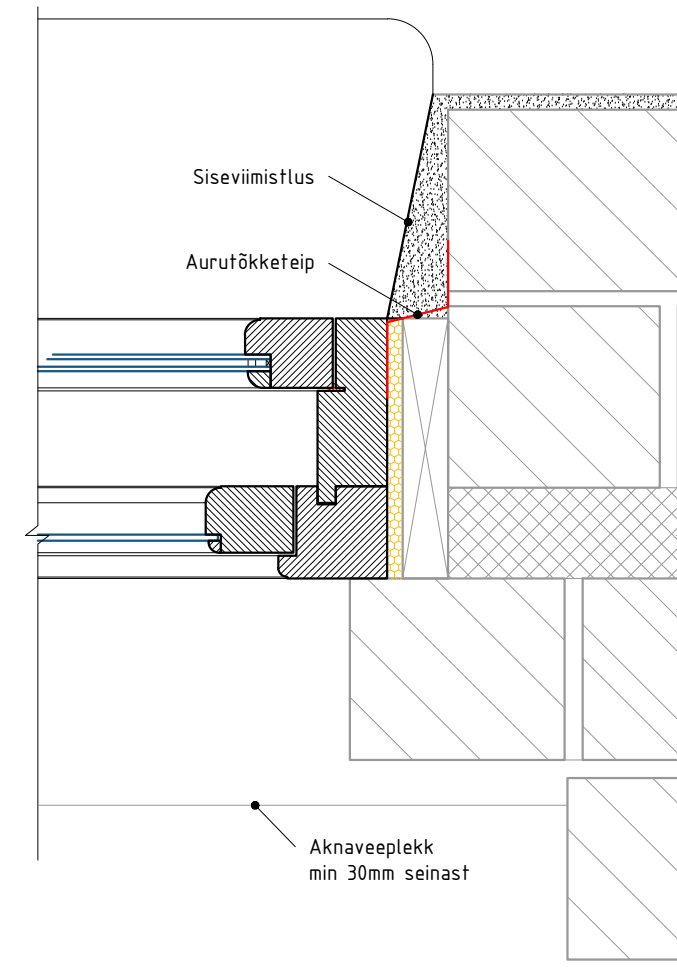 Siseviimistlus
Aurutõkketeip
Aknaveeplekk
min 30mm seinast